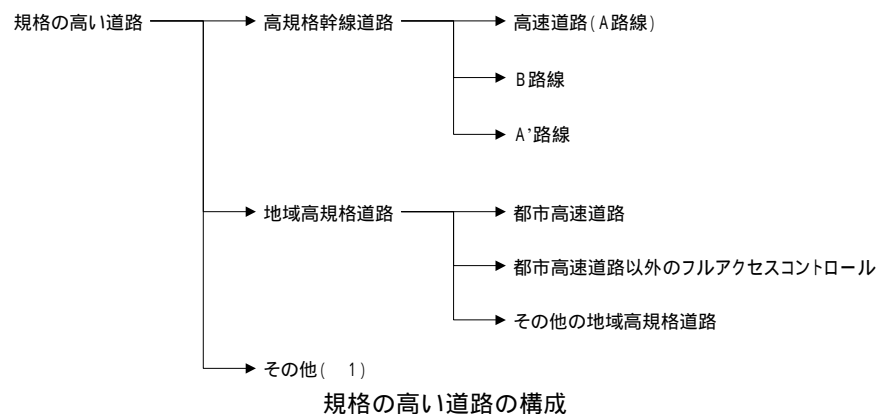 規格の高い道路
高規格幹線道路
高速道路(A路線)
B路線
A'路線
地域高規格道路
都市高速道路
都市高速道路以外のフルアクセスコントロール
その他の地域高規格道路
その他( 1)
規格の高い道路の構成